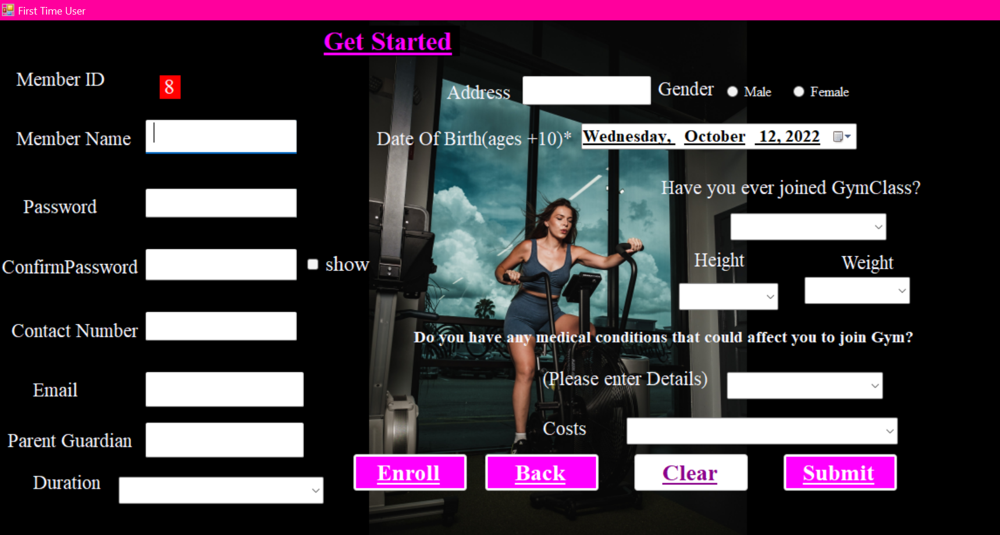 First Time User
Get Started
Member ID 8
Address Gender Male Female
Member Name
Date Of Birth(ages +10)* Wednesday, October 12, 2022
Have you ever joined GymClass?
Password
ConfirmPassword show
Height Weight
Contact Number
Do you have any medical conditions that could affect you to join Gym?
Email
(Please enter Details)
Parent Guardian
Costs
Duration
Enroll Back Clear Submit